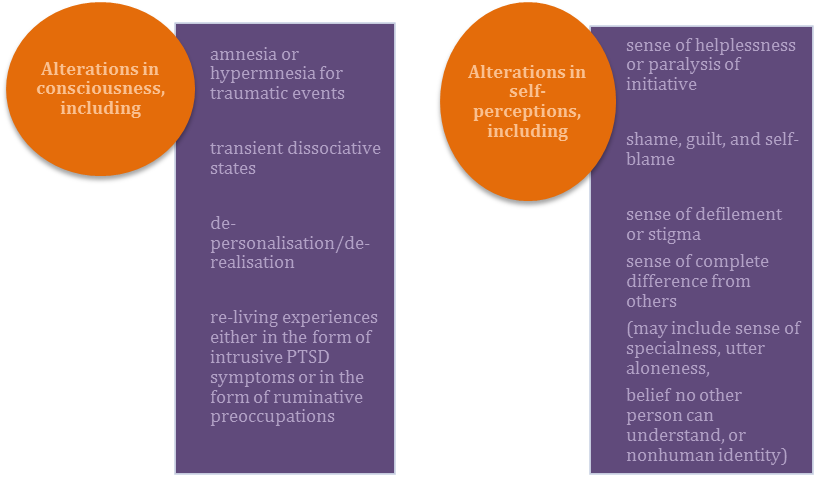 Alterations in
consciousness,
including
amnesia or
hypermnesia for
traumatic events
transient dissociative
states
de-
personalisation/de-
realisation
re-living experiences
either in the form of
intrusive PTSD
symptoms or in the
form of ruminative
preoccupations
Alterations in
self-
perceptions,
including
sense of helplessness
or paralysis of
initiative
shame, guilt, and self-
blame
sense of defilement
or stigma
sense of complete
difference from
others
(may include sense of
specialness, utter
aloneness,
belief no other
person can
understand, or
nonhuman identity)